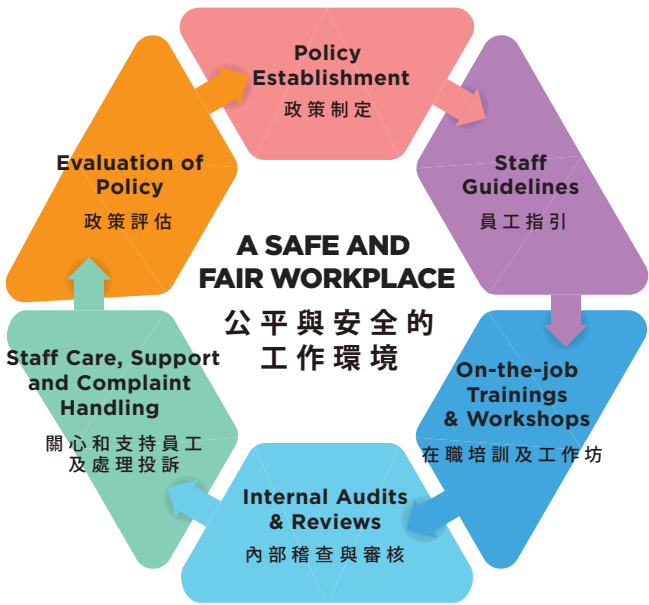 Policy
Establishment
政策制定
Staff
Guidelines
員工指引
On-the-job
Trainings
& Workshops
在職培訓及工作坊
Internal Audits
& Reviews
內部稽查與審核
Staff Care, Support
and Complaint
Handling
關心和支持員工
及處理投訴
Evaluation of
Policy
政策評估
A SAFE AND
FAIR WORKPLACE
公平與安全的
工作環境